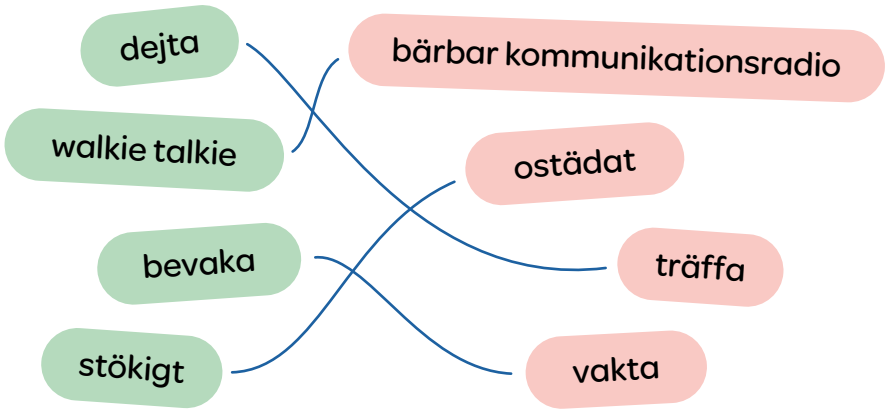 dejta
walkie talkie
bevaka
stökigt
bärbar kommunikationsradio
ostädat
träffa
vakta